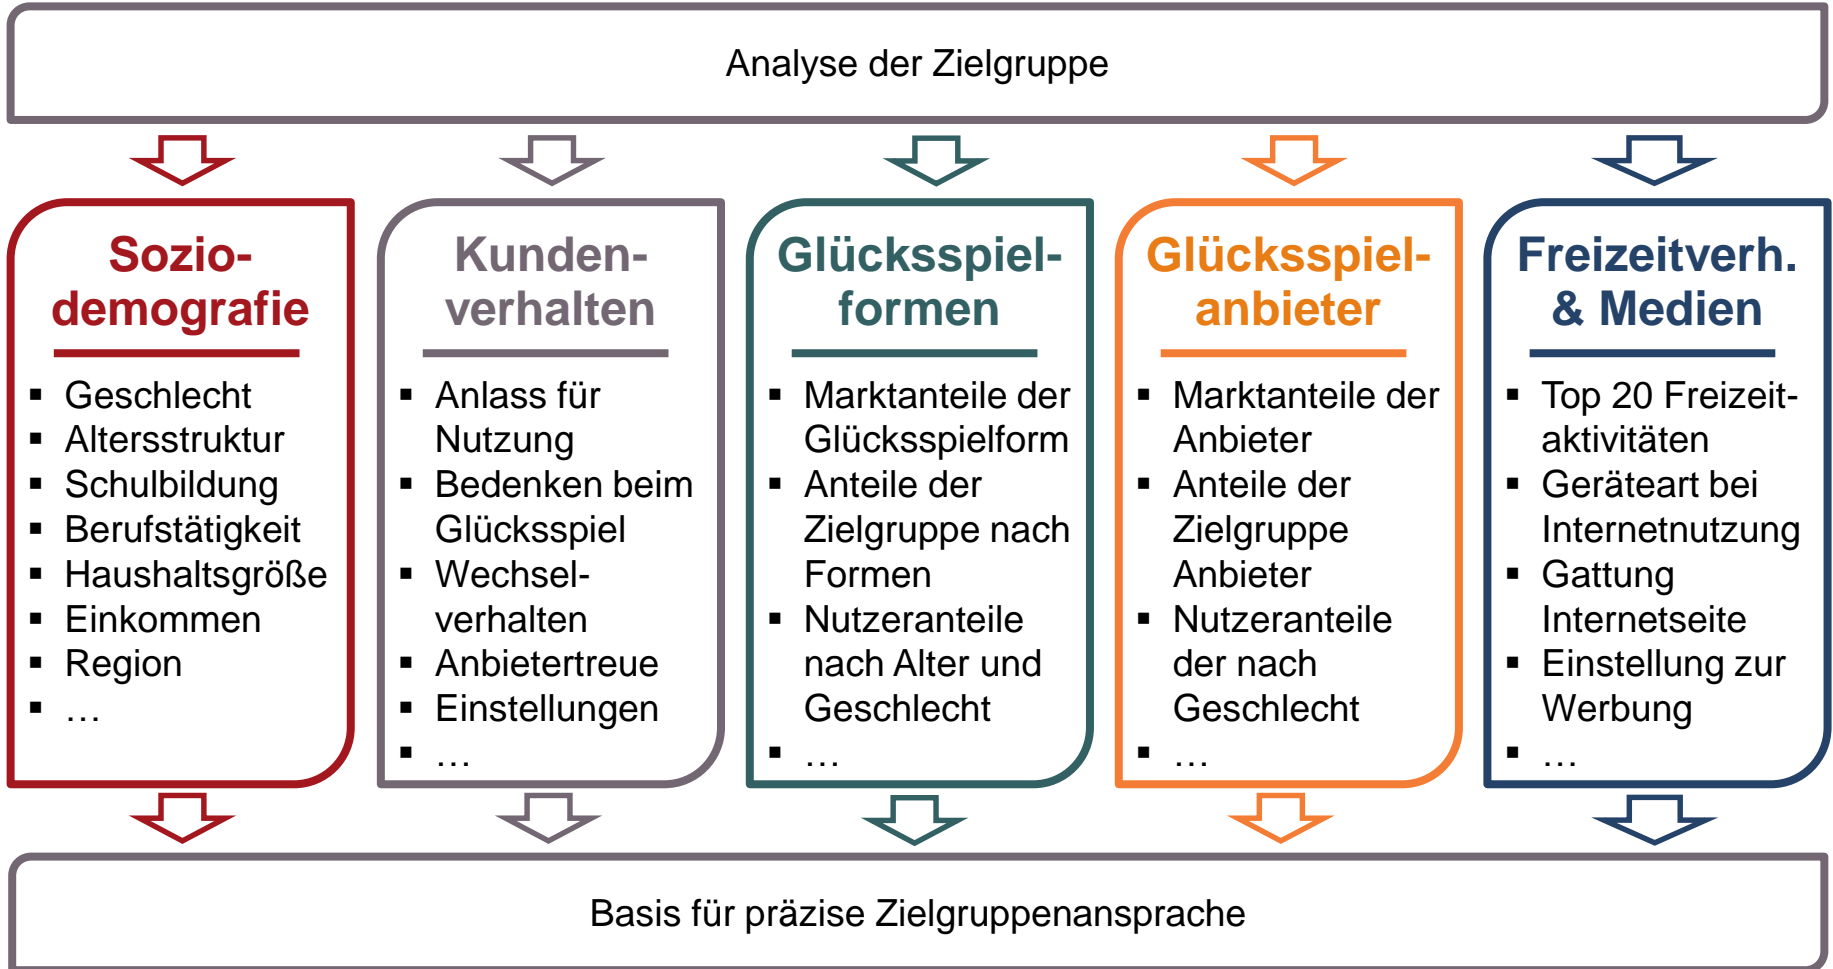 Analyse der Zielgruppe
Sozio-
demografie
▪ Geschlecht
▪ Altersstruktur
▪ Schulbildung
▪ Berufstätigkeit
▪ Haushaltsgröße
▪ Einkommen
▪ Region
▪ …
Kunden-
verhalten
▪ Anlass für
Nutzung
▪ Bedenken beim
Glücksspiel
▪ Wechsel-
verhalten
▪ Anbietertreue
▪ Einstellungen
▪ …
Glücksspiel-
formen
▪ Marktanteile der
Glücksspielform
▪ Anteile der
Zielgruppe nach
Formen
▪ Nutzeranteile
nach Alter und
Geschlecht
▪ …
Glücksspiel-
anbieter
▪ Marktanteile der
Anbieter
▪ Anteile der
Zielgruppe
Anbieter
▪ Nutzeranteile
der nach
Geschlecht
▪ …
Freizeitverh.
& Medien
▪ Top 20 Freizeit-
aktivitäten
▪ Geräteart bei
Internetnutzung
▪ Gattung
Internetseite
▪ Einstellung zur
Werbung
▪ …
Basis für präzise Zielgruppenansprache